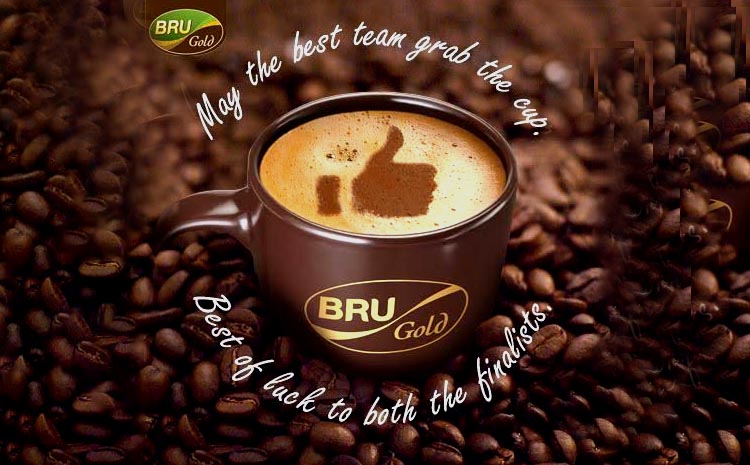 BRU
Gold
May the best team grab the cup.
BRU
Gold
Best of luck to both the finalists.